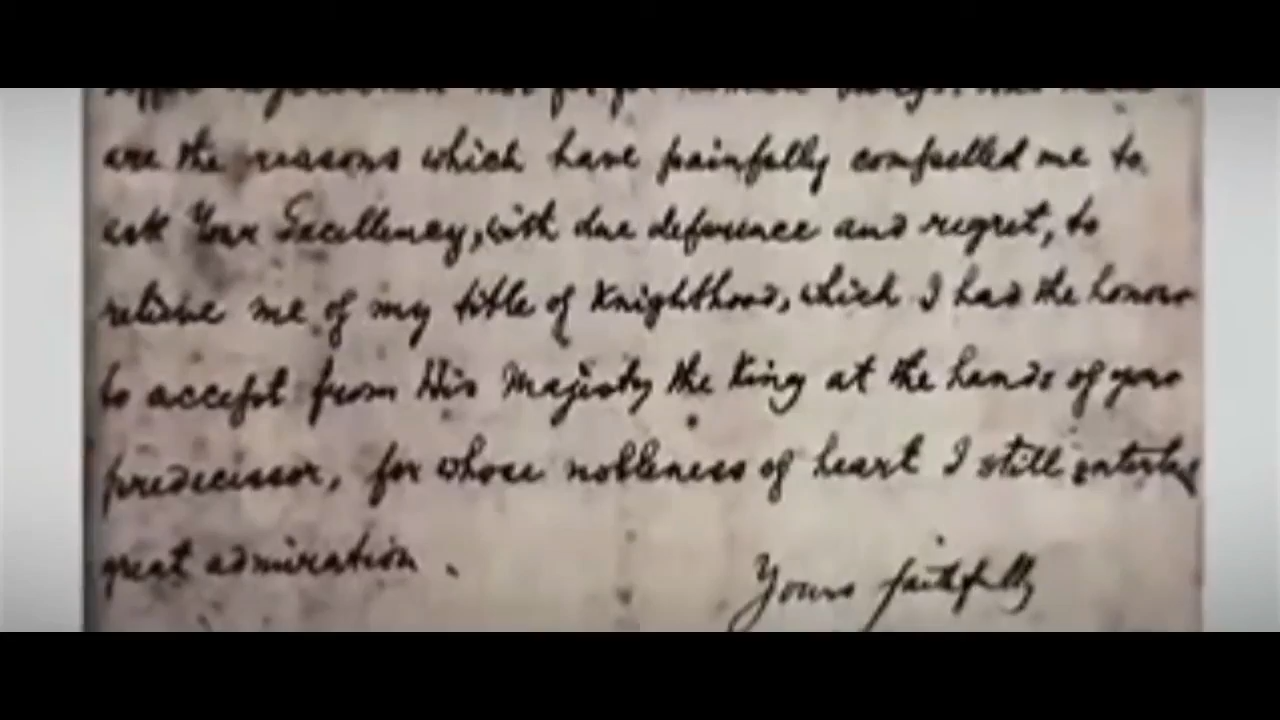 are the reasons which have painfully compelled me to
ask Your Excellency, with due deference and regret, to
relieve me of my title of Knighthood, which I had the honour
to accept from His Majesty the King at the hands of your
predecessor, for whose nobleness of heart I still entertain
great admiration.
Yours faithfully